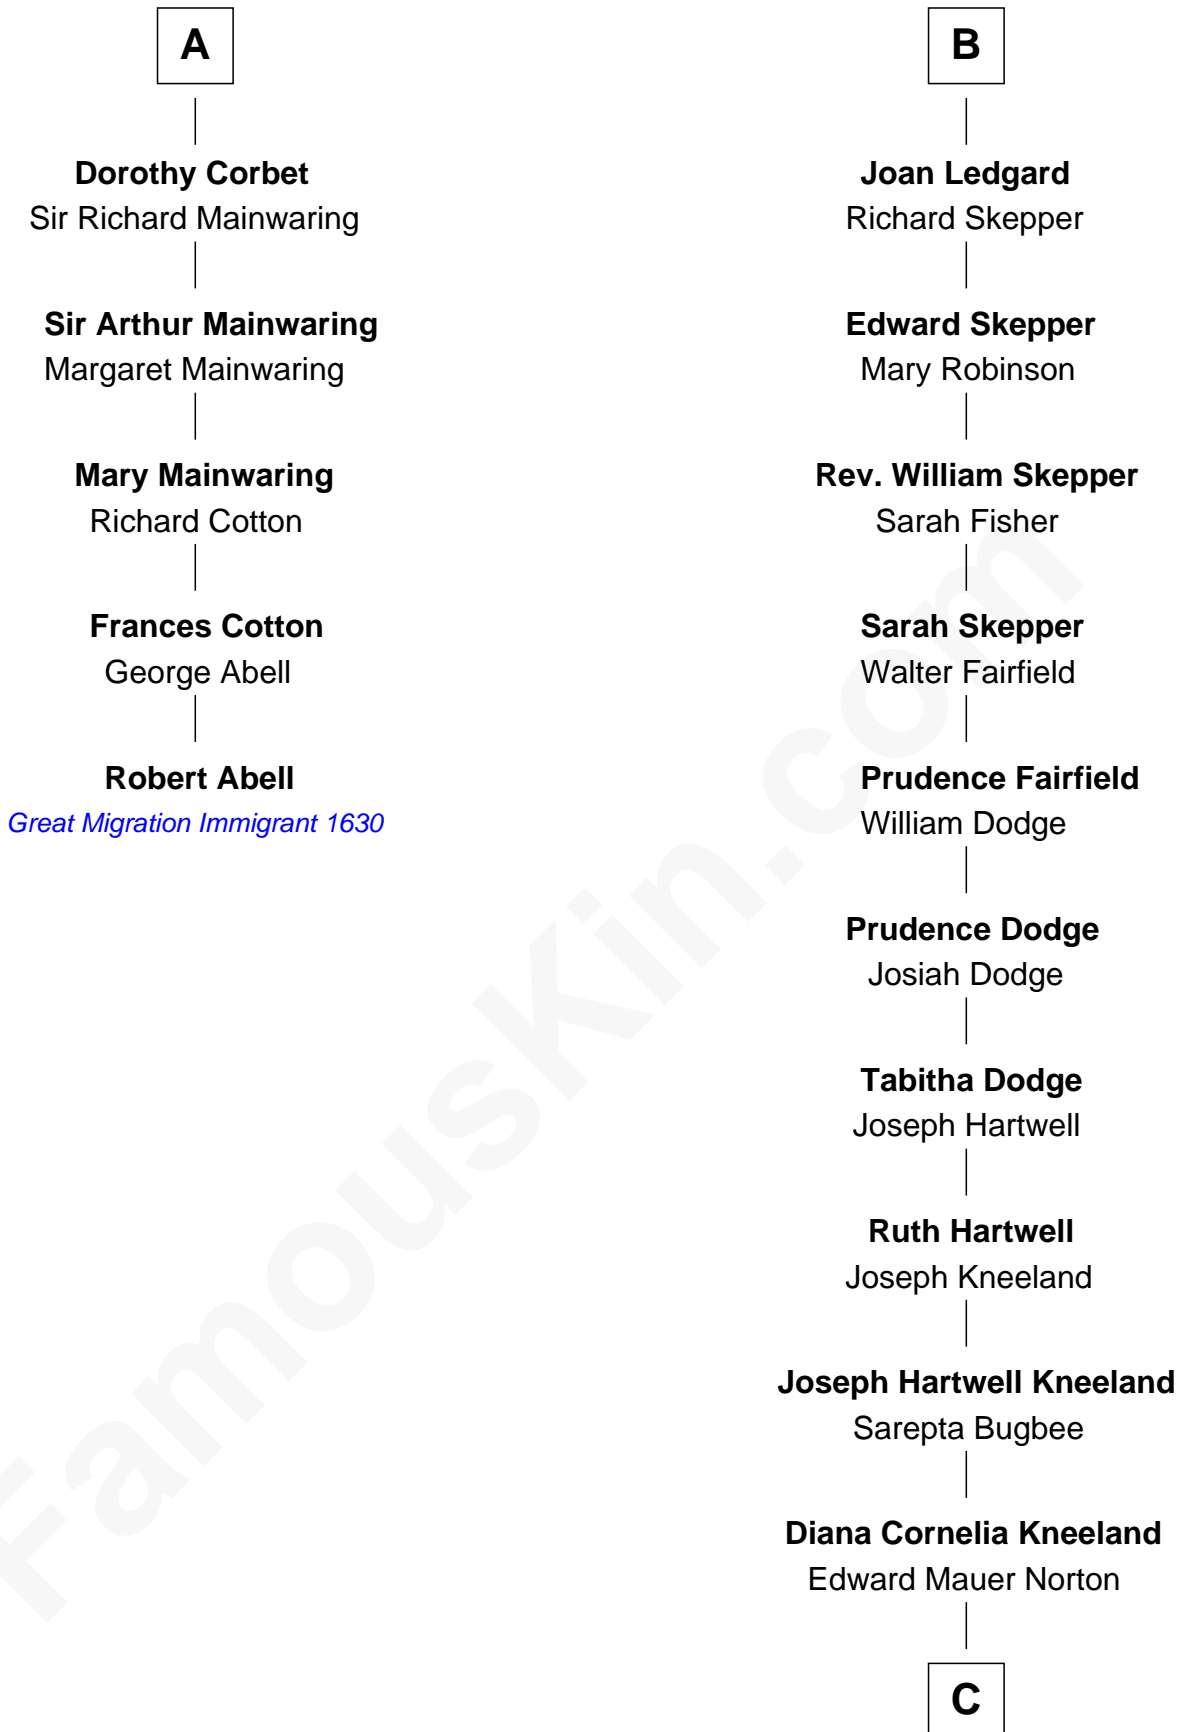 A
Dorothy Corbet
Sir Richard Mainwaring
Sir Arthur Mainwaring
Margaret Mainwaring
Mary Mainwaring
Richard Cotton
Frances Cotton
George Abell
Robert Abell
Great Migration Immigrant 1630
B
Joan Ledgard
Richard Skepper
Edward Skepper
Mary Robinson
Rev. William Skepper
Sarah Fisher
Sarah Skepper
Walter Fairfield
Prudence Fairfield
William Dodge
Prudence Dodge
Josiah Dodge
Tabitha Dodge
Joseph Hartwell
Ruth Hartwell
Joseph Kneeland
Joseph Hartwell Kneeland
Sarepta Bugbee
Diana Cornelia Kneeland
Edward Mauer Norton
C
FamousKin.com